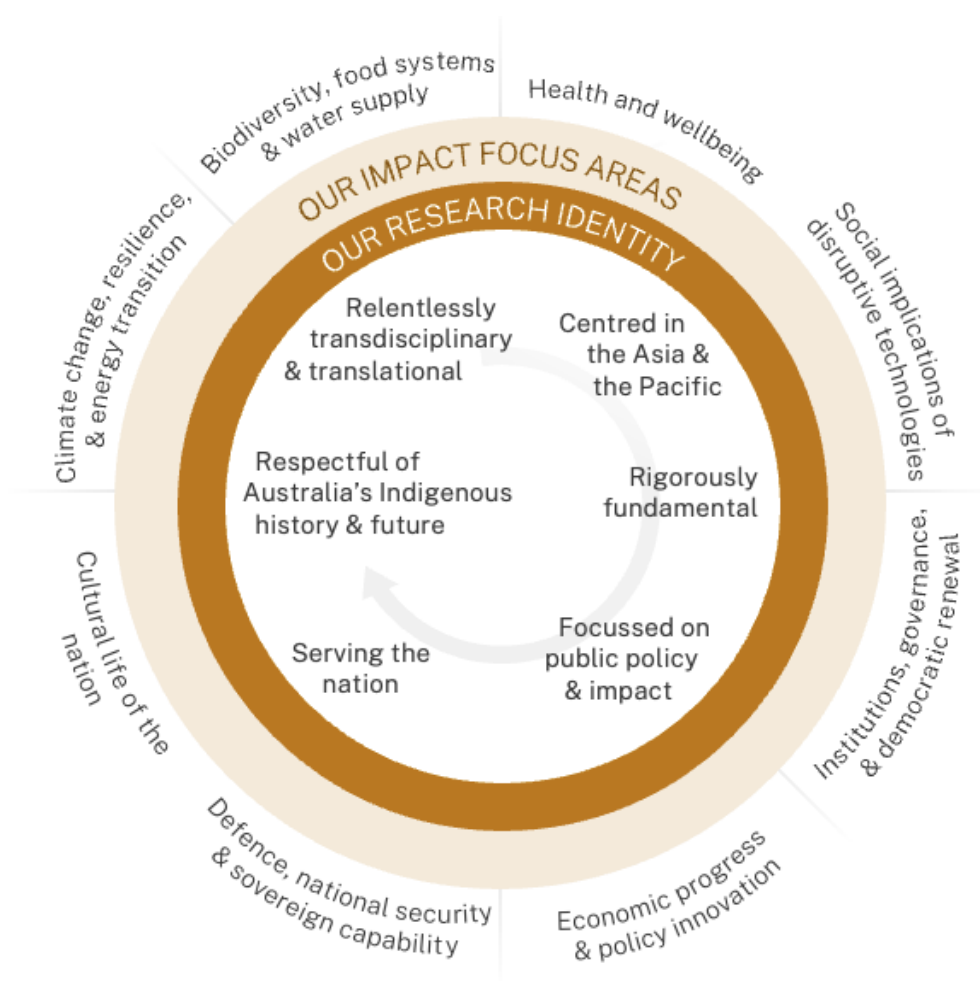 OUR IMPACT FOCUS AREAS
OUR RESEARCH IDENTITY
Health and wellbeing
Social implications of
disruptive technologies
Institutions, governance,
& democratic renewal
Economic progress
& policy innovation
Defence, national security
& sovereign capability
Cultural life of the
nation
Climate change, resilience,
& energy transition
Biodiversity, food systems
& water supply
Centred in
the Asia &
the Pacific
Rigorously
fundamental
Focussed on
public policy
& impact
Serving the
nation
Respectful of
Australia's Indigenous
history & future
Relentlessly
transdisciplinary
& translational